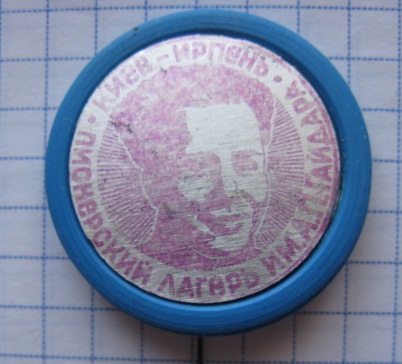 КИЕВ - ИРПЕНЬ
ПИОНЕРСКИЙ ЛАГЕРЬ ИМ. А.П. ГАЙДАРА